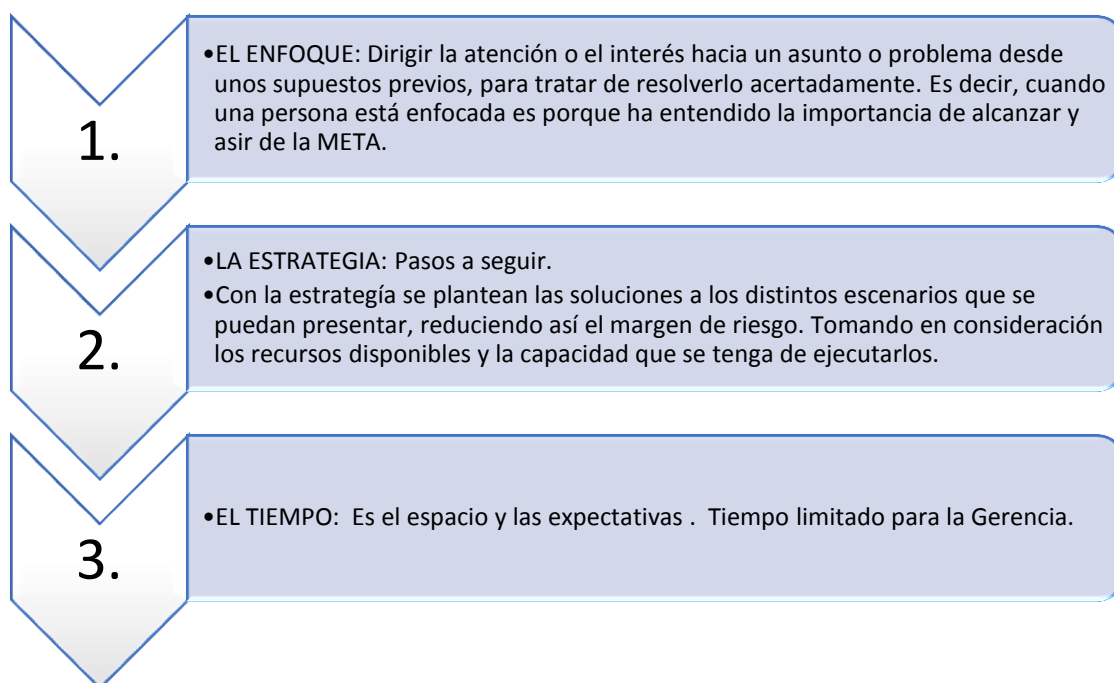 1.
•EL ENFOQUE: Dirigir la atención o el interés hacia un asunto o problema desde
unos supuestos previos, para tratar de resolverlo acertadamente. Es decir, cuando
una persona está enfocada es porque ha entendido la importancia de alcanzar y
asir de la META.
2.
•LA ESTRATEGIA: Pasos a seguir.
•Con la estrategía se plantean las soluciones a los distintos escenarios que se
puedan presentar, reduciendo así el margen de riesgo. Tomando en consideración
los recursos disponibles y la capacidad que se tenga de ejecutarlos.
3.
•EL TIEMPO:  Es el espacio y las expectativas .  Tiempo limitado para la Gerencia.